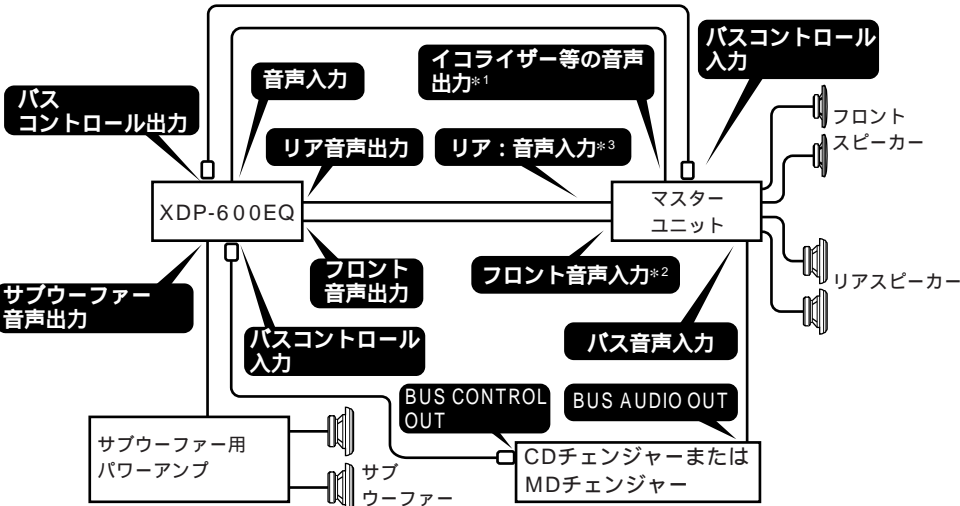 バスコントロール
入力
イコライザー等の音声
出力*1
音声入力
バス
コントロール出力
フロント
スピーカー
リア音声出力
リア：音声入力*3
XDP-600EQ
マスター
ユニット
フロント
音声出力
フロント音声入力*2
リアスピーカー
サブウーファー
音声出力
バスコントロール
入力
バス音声入力
BUS CONTROL
OUT
BUS AUDIO OUT
サブウーファー用
パワーアンプ
サブ
ウーファー
CDチェンジャーまたは
MDチェンジャー